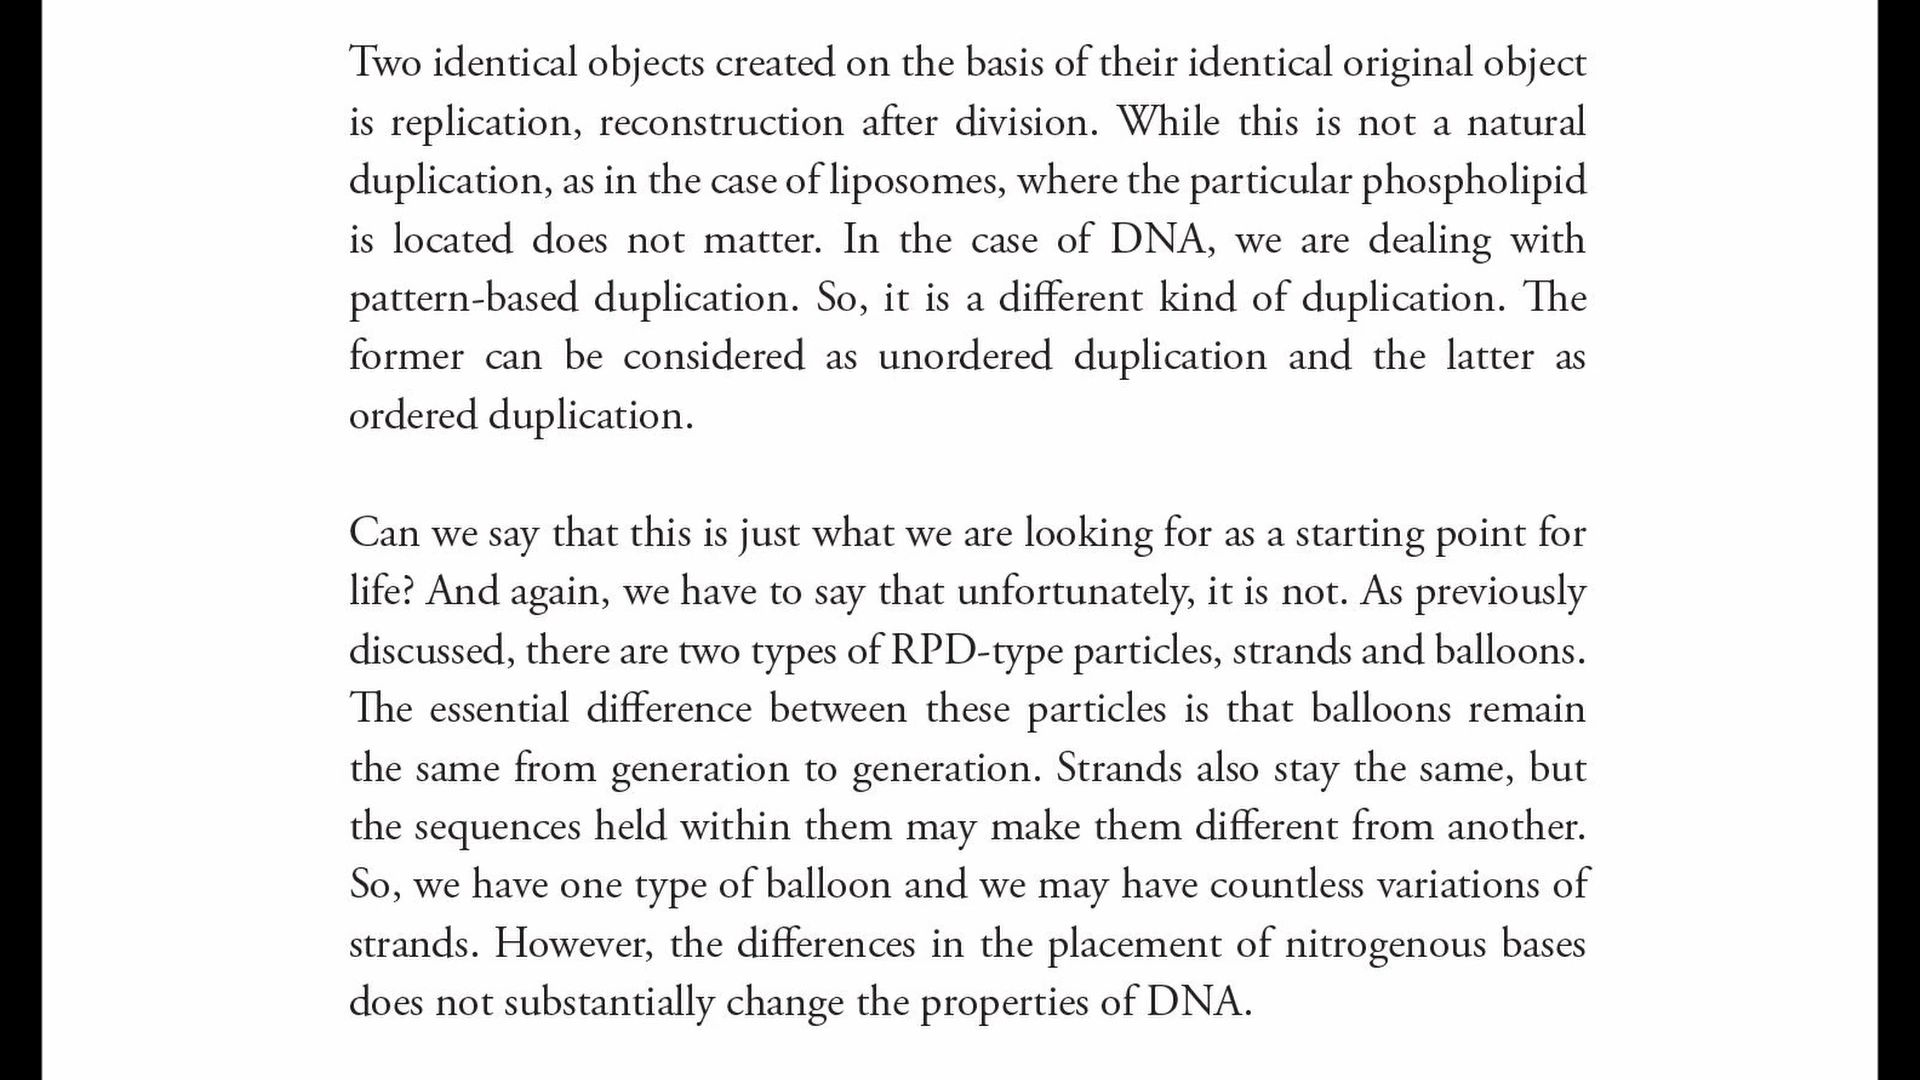 Two identical objects created on the basis of their identical original object
is replication, reconstruction after division. While this is not a natural
duplication, as in the case of liposomes, where the particular phospholipid
is located does not matter. In the case of DNA, we are dealing with
pattern-based duplication. So, it is a different kind of duplication. The
former can be considered as unordered duplication and the latter as
ordered duplication.
Can we say that this is just what we are looking for as a starting point for
life? And again, we have to say that unfortunately, it is not. As previously
discussed, there are two types of RPD-type particles, strands and balloons.
The essential difference between these particles is that balloons remain
the same from generation to generation. Strands also stay the same, but
the sequences held within them may make them different from another.
So, we have one type of balloon and we may have countless variations of
strands. However, the differences in the placement of nitrogenous bases
does not substantially change the properties of DNA.